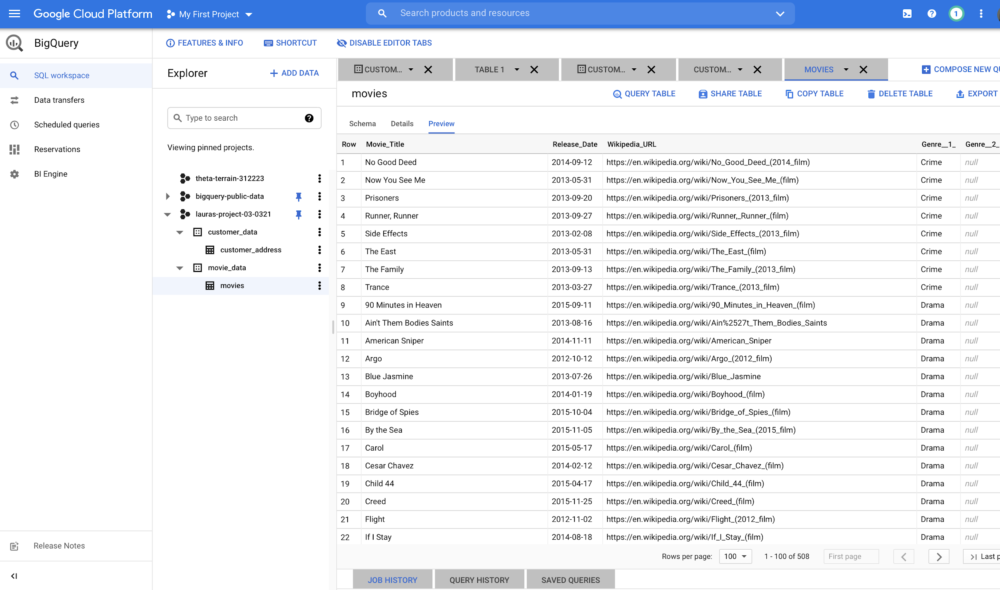 Google Cloud Platform My First Project Search products and resources 1
BigQuery FEATURES & INFO SHORTCUT DISABLE EDITOR TABS
SQL workspace
Data transfers
Scheduled queries
Reservations
BI Engine
Release Notes
Explorer ADD DATA
Type to search
Viewing pinned projects.
theta-terrain-312223
bigquery-public-data
lauras-project-03-0321
customer_data
customer_address
movie_data
movies
CUSTOM... TABLE 1 CUSTOM... CUSTOM... MOVIES COMPOSE NEW QU
movies QUERY TABLE SHARE TABLE COPY TABLE DELETE TABLE EXPORT
Schema Details Preview
Row Movie_Title Release_Date Wikipedia_URL Genre__1_ Genre__2_
1 No Good Deed 2014-09-12 https://en.wikipedia.org/wiki/No_Good_Deed_(2014_film) Crime null
2 Now You See Me 2013-05-31 https://en.wikipedia.org/wiki/Now_You_See_Me_(film) Crime null
3 Prisoners 2013-09-20 https://en.wikipedia.org/wiki/Prisoners_(2013_film) Crime null
4 Runner, Runner 2013-09-27 https://en.wikipedia.org/wiki/Runner,_Runner_(film) Crime null
5 Side Effects 2013-02-08 https://en.wikipedia.org/wiki/Side_Effects_(2013_film) Crime null
6 The East 2013-05-31 https://en.wikipedia.org/wiki/The_East_(film) Crime null
7 The Family 2013-09-13 https://en.wikipedia.org/wiki/The_Family_(2013_film) Crime null
8 Trance 2013-03-27 https://en.wikipedia.org/wiki/Trance_(2013_film) Crime null
9 90 Minutes in Heaven 2015-09-11 https://en.wikipedia.org/wiki/90_Minutes_in_Heaven_(film) Drama null
10 Ain't Them Bodies Saints 2013-08-16 https://en.wikipedia.org/wiki/Ain%2527t_Them_Bodies_Saints Drama null
11 American Sniper 2014-11-11 https://en.wikipedia.org/wiki/American_Sniper Drama null
12 Argo 2012-10-12 https://en.wikipedia.org/wiki/Argo_(2012_film) Drama null
13 Blue Jasmine 2013-07-26 https://en.wikipedia.org/wiki/Blue_Jasmine Drama null
14 Boyhood 2014-01-19 https://en.wikipedia.org/wiki/Boyhood_(film) Drama null
15 Bridge of Spies 2015-10-04 https://en.wikipedia.org/wiki/Bridge_of_Spies_(film) Drama null
16 By the Sea 2015-11-05 https://en.wikipedia.org/wiki/By_the_Sea_(2015_film) Drama null
17 Carol 2015-05-17 https://en.wikipedia.org/wiki/Carol_(film) Drama null
18 Cesar Chavez 2014-02-12 https://en.wikipedia.org/wiki/Cesar_Chavez_(film) Drama null
19 Child 44 2015-04-17 https://en.wikipedia.org/wiki/Child_44_(film) Drama null
20 Creed 2015-11-25 https://en.wikipedia.org/wiki/Creed_(film) Drama null
21 Flight 2012-11-02 https://en.wikipedia.org/wiki/Flight_(2012_film) Drama null
22 If I Stay 2014-08-18 https://en.wikipedia.org/wiki/If_I_Stay_(film) Drama null
Rows per page: 100 1 - 100 of 508 First page Last p
JOB HISTORY QUERY HISTORY SAVED QUERIES